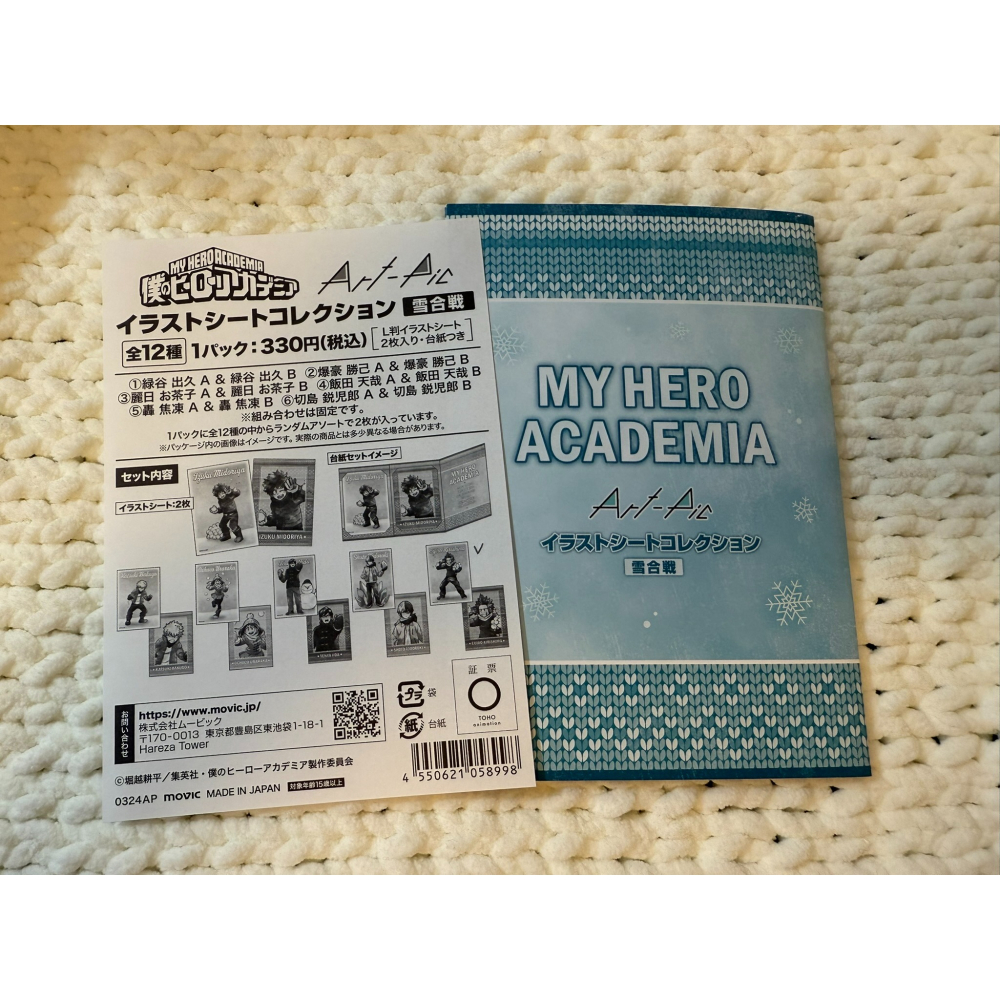 MY HERO ACADEMIA
僕のヒーローアカデミア
Art-Pic
イラストシートコレクション 雪合戦
全12種 1パック：330円(税込) [L判イラストシート 2枚入り・台紙つき]
①緑谷 出久 A & 緑谷 出久 B ②爆豪 勝己 A & 爆豪 勝己 B
③麗日 お茶子 A & 麗日 お茶子 B ④飯田 天哉 A & 飯田 天哉 B
⑤轟 焦凍 A & 轟 焦凍 B ⑥切島 鋭児郎 A & 切島 鋭児郎 B
※組み合わせは固定です。
1パックに全12種の中からランダムアソートで2枚が入っています。
※パッケージ内の画像はイメージです。実際の商品とは多少異なる場合があります。
セット内容
イラストシート：2枚
Izuku Midoriya
IZUKU MIDORIYA
台紙セットイメージ
MY HERO ACADEMIA
IZUKU MIDORIYA
お問い合わせ
https://www.movic.jp/
株式会社ムービック
〒170-0013 東京都豊島区東池袋1-18-1
Hareza Tower
プラ 袋
紙 台紙
証票
TOHO
animation
4 550621 058998
©堀越耕平／集英社・僕のヒーローアカデミア製作委員会
0324AP movic MADE IN JAPAN 対象年齢15歳以上
MY HERO
ACADEMIA
Art-Pic
イラストシートコレクション
雪合戦